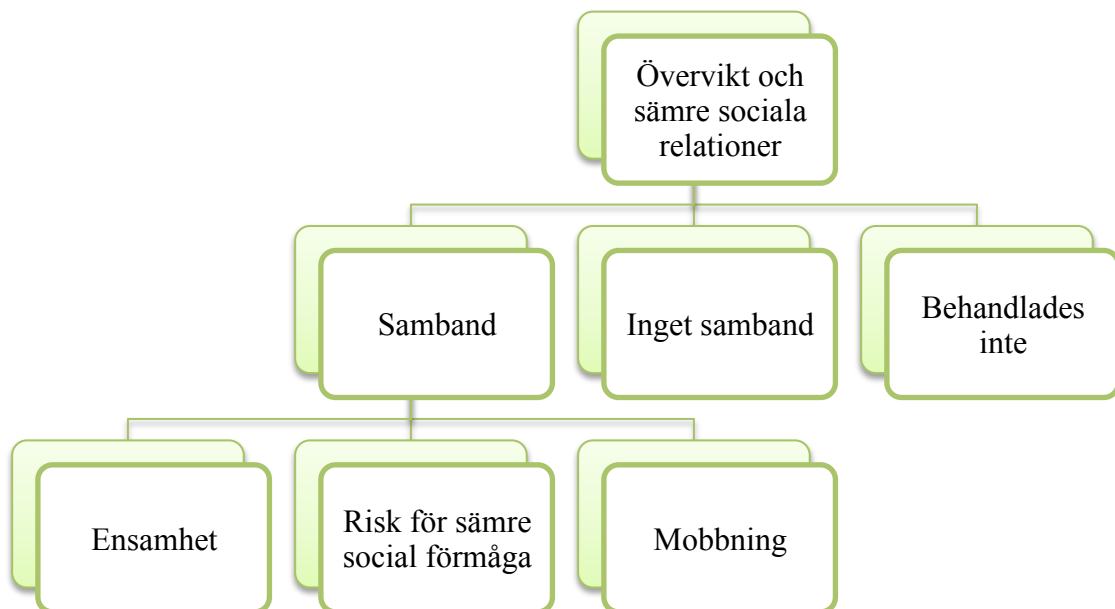 Övervikt och
sämre sociala
relationer
Samband
Inget samband
Behandlades
inte
Ensamhet
Risk för sämre
social förmåga
Mobbning